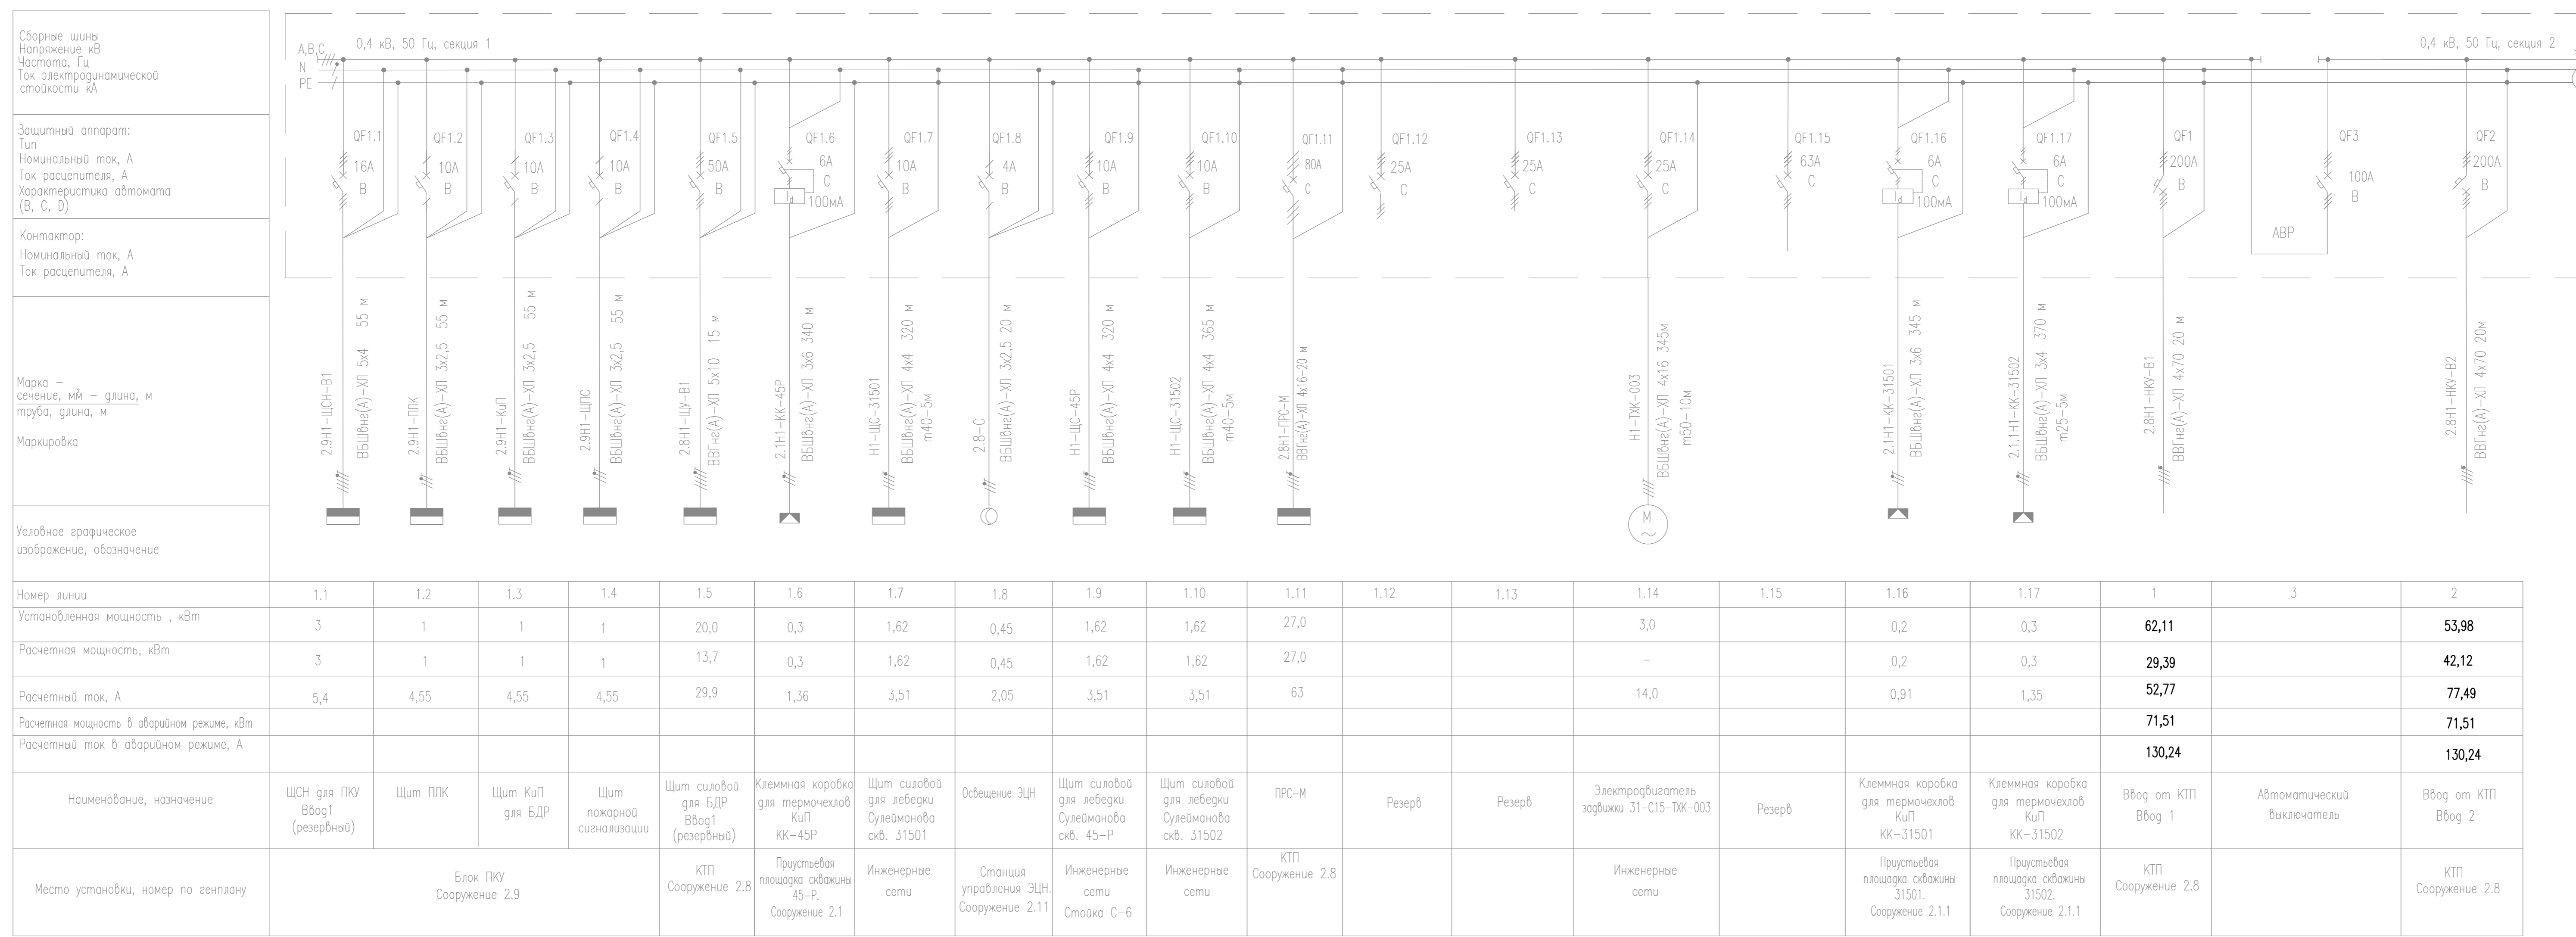 Сборные шины
Напряжение кВ
Частота, Гц
Ток электродинамической
стойкости кА
A,B,C
N
PE
0,4 кВ, 50 Гц, секция 1
0,4 кВ, 50 Гц, секция 2
Защитный аппарат:
Тип
Номинальный ток, А
Ток расцепителя, А
Характеристика автомата
(B, C, D)
QF1.1
16A
B
QF1.2
10A
B
QF1.3
10A
B
QF1.4
10A
B
QF1.5
50A
B
QF1.6
6A
C
Id
100мА
QF1.7
10A
B
QF1.8
4A
B
QF1.9
10A
B
QF1.10
10A
B
QF1.11
80A
C
QF1.12
25A
C
QF1.13
25A
C
QF1.14
25A
C
QF1.15
63A
C
QF1.16
6A
C
Id
100мА
QF1.17
6A
C
Id
100мА
QF1
200A
B
QF3
100A
B
QF2
200A
B
Контактор:
Номинальный ток, А
Ток расцепителя, А
АВР
Марка –
сечение, мм² – длина, м
труба, длина, м
Маркировка
2.9Н1-ЩСН-В1
ВБШвнг(А)-ХЛ 5х4 55 м
2.9Н1-ПЛК
ВБШвнг(А)-ХЛ 3х2,5 55 м
2.9Н1-КиП
ВБШвнг(А)-ХЛ 3х2,5 55 м
2.9Н1-ЩПС
ВБШвнг(А)-ХЛ 3х2,5 55 м
2.8Н1-ЩУ-В1
ВВГнг(А)-ХЛ 5х10 15 м
2.1Н1-КК-45Р
ВБШвнг(А)-ХЛ 3х6 340 м
Н1-ЩС-31501
ВБШвнг(А)-ХЛ 4х4 320 м
т40-5м
2.8-С
ВБШвнг(А)-ХЛ 3х2,5 20 м
Н1-ЩС-45Р
ВБШвнг(А)-ХЛ 4х4 320 м
Н1-ЩС-31502
ВБШвнг(А)-ХЛ 4х4 365 м
т40-5м
2.8Н1-ПРС-М
ВВГнг(А)-ХЛ 4х16-20 м
Н1-ТХК-003
ВБШвнг(А)-ХЛ 4х16 345м
т50-10м
2.1Н1-КК-31501
ВБШвнг(А)-ХЛ 3х6 345 м
2.1.1Н1-КК-31502
ВБШвнг(А)-ХЛ 3х4 370 м
т25-5м
2.8Н1-НКУ-В1
ВВГнг(А)-ХЛ 4х70 20 м
2.8Н1-НКУ-В2
ВВГнг(А)-ХЛ 4х70 20м
Условное графическое
изображение, обозначение
М
Номер линии 1.1 1.2 1.3 1.4 1.5 1.6 1.7 1.8 1.9 1.10 1.11 1.12 1.13 1.14 1.15 1.16 1.17 1 3 2
Установленная мощность , кВт 3 1 1 1 20,0 0,3 1,62 0,45 1,62 1,62 27,0 3,0 0,2 0,3 62,11 53,98
Расчетная мощность, кВт 3 1 1 1 13,7 0,3 1,62 0,45 1,62 1,62 27,0 – 0,2 0,3 29,39 42,12
Расчетный ток, А 5,4 4,55 4,55 4,55 29,9 1,36 3,51 2,05 3,51 3,51 63 14,0 0,91 1,35 52,77 77,49
Расчетная мощность в аварийном режиме, кВт 71,51 71,51
Расчетный ток в аварийном режиме, А 130,24 130,24
Наименование, назначение
ЩСН для ПКУ
Ввод1
(резервный)
Щит ПЛК
Щит КиП
для БДР
Щит
пожарной
сигнализации
Щит силовой
для БДР
Ввод1
(резервный)
Клеммная коробка
для термочехлов
КиП
КК-45Р
Щит силовой
для лебедки
Сулейманова
скв. 31501
Освещение ЭЦН
Щит силовой
для лебедки
Сулейманова
скв. 45-Р
Щит силовой
для лебедки
Сулейманова
скв. 31502
ПРС-М
Резерв
Резерв
Электродвигатель
задвижки 31-С15-ТХК-003
Резерв
Клеммная коробка
для термочехлов
КиП
КК-31501
Клеммная коробка
для термочехлов
КиП
КК-31502
Ввод от КТП
Ввод 1
Автоматический
выключатель
Ввод от КТП
Ввод 2
Место установки, номер по генплану
Блок ПКУ
Сооружение 2.9
КТП
Сооружение 2.8
Приустьевая
площадка скважины
45-Р.
Сооружение 2.1
Инженерные
сети
Станция
управления ЭЦН.
Сооружение 2.11
Инженерные
сети
Стойка С-6
Инженерные
сети
КТП
Сооружение 2.8
Инженерные
сети
Приустьевая
площадка скважины
31501.
Сооружение 2.1.1
Приустьевая
площадка скважины
31502.
Сооружение 2.1.1
КТП
Сооружение 2.8
КТП
Сооружение 2.8